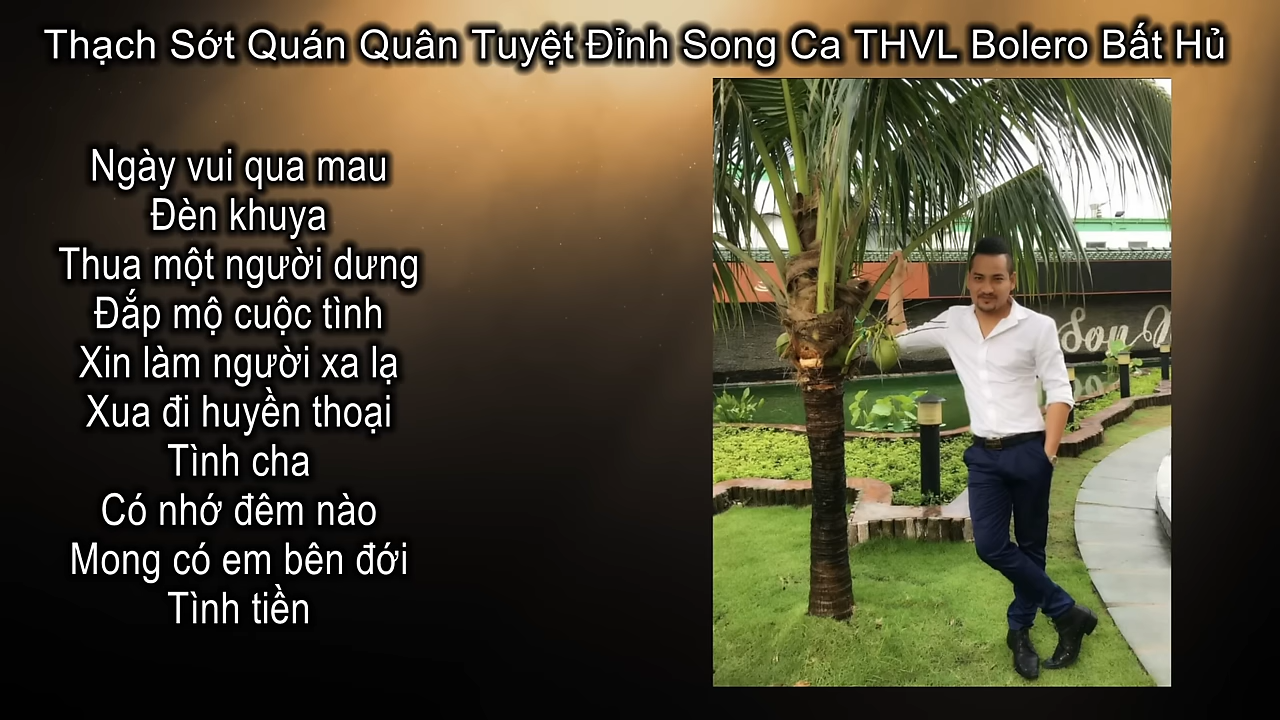 Thạch Sớt Quán Quân Tuyệt Đỉnh Song Ca THVL Bolero Bất Hủ
Ngày vui qua mau
Đèn khuya
Thua một người dưng
Đắp mộ cuộc tình
Xin làm người xa lạ
Xua đi huyền thoại
Tình cha
Có nhớ đêm nào
Mong có em bên đới
Tình tiền
Son